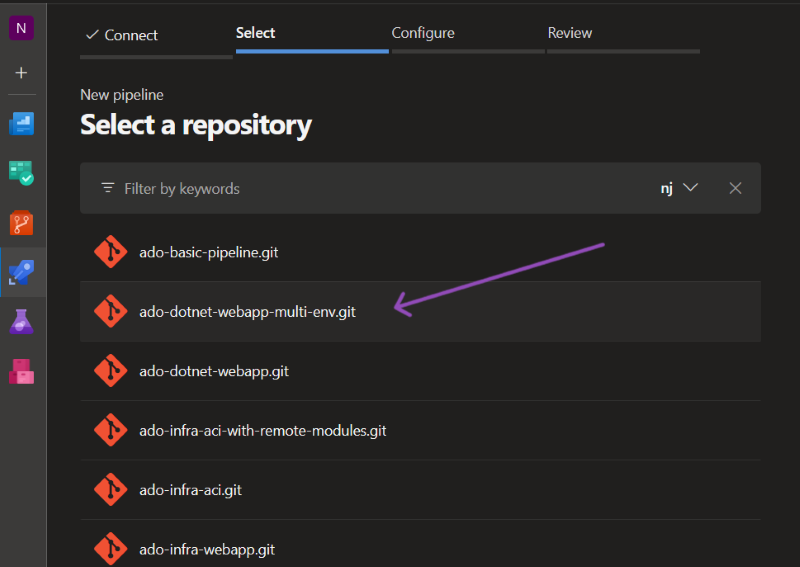 N
Connect
Select
Configure
Review
New pipeline
Select a repository
Filter by keywords
nj
ado-basic-pipeline.git
ado-dotnet-webapp-multi-env.git
ado-dotnet-webapp.git
ado-infra-aci-with-remote-modules.git
ado-infra-aci.git
ado-infra-webapp.git